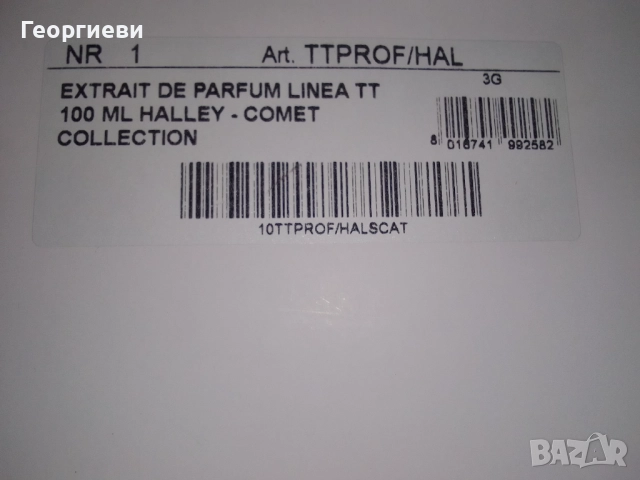 Георгиеви
NR 1 Art. TTPROF/HAL
3G
EXTRAIT DE PARFUM LINEA TT
100 ML HALLEY - COMET
COLLECTION
8 016741 992582
10TTPROF/HALSCAT
BAZAR